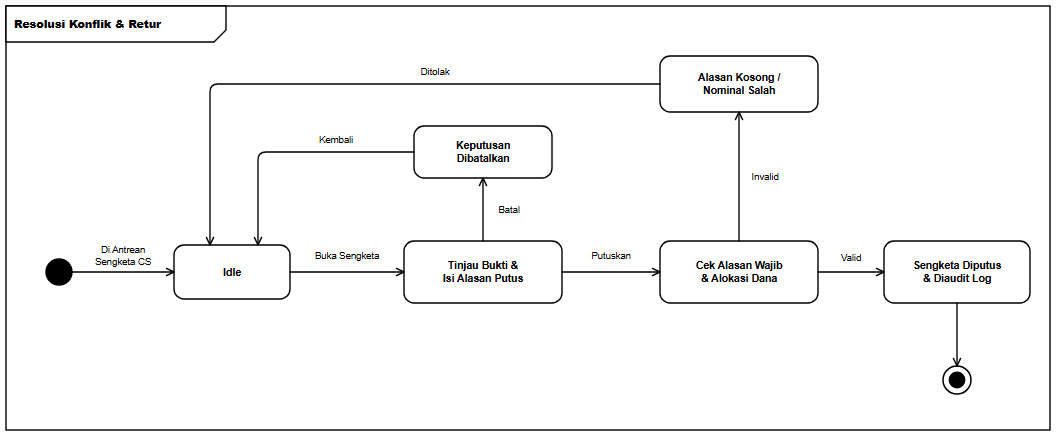 Resolusi Konflik & Retur
Ditolak
Alasan Kosong /
Nominal Salah
Kembali
Keputusan
Dibatalkan
Invalid
Batal
Di Antrean
Sengketa CS
Idle
Buka Sengketa
Tinjau Bukti &
Isi Alasan Putus
Putuskan
Cek Alasan Wajib
& Alokasi Dana
Valid
Sengketa Diputus
& Diaudit Log